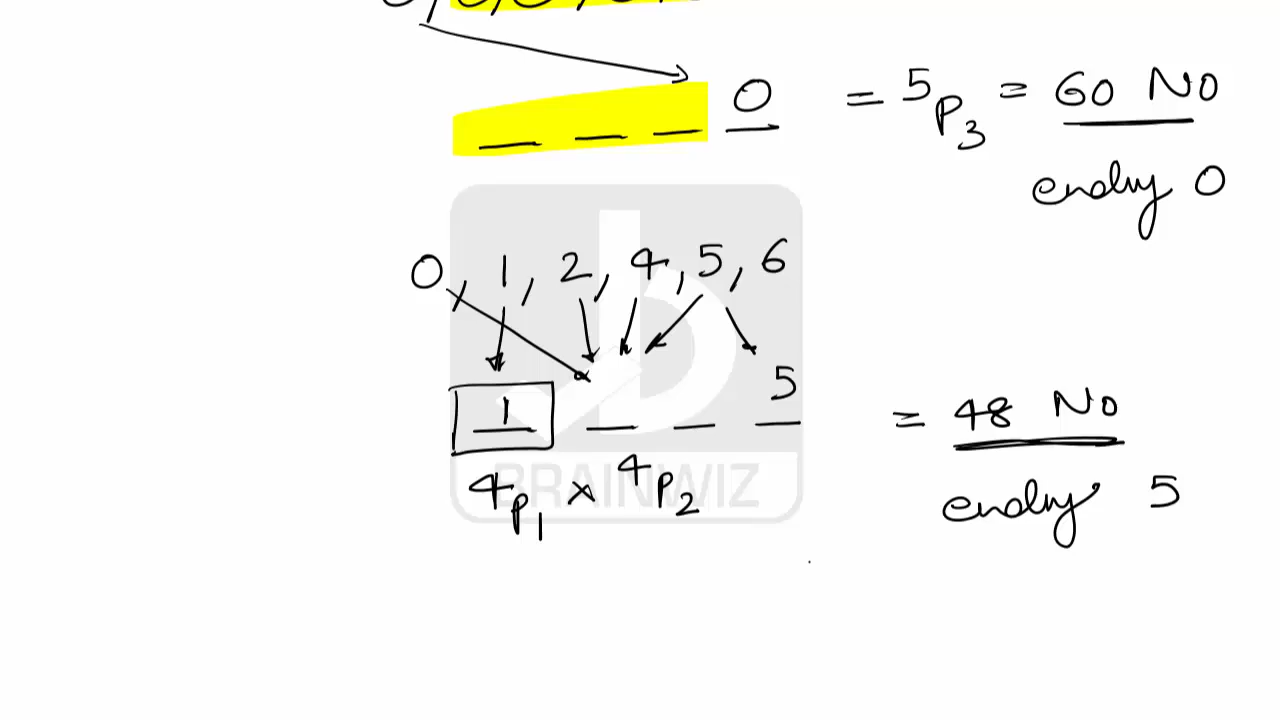 _ _ _ 0 = 5P3 = 60 No
ending 0
0, 1, 2, 4, 5, 6
1 _ _ 5 = 48 No
4P1 × 4P2
ending 5
BRAINWIZ